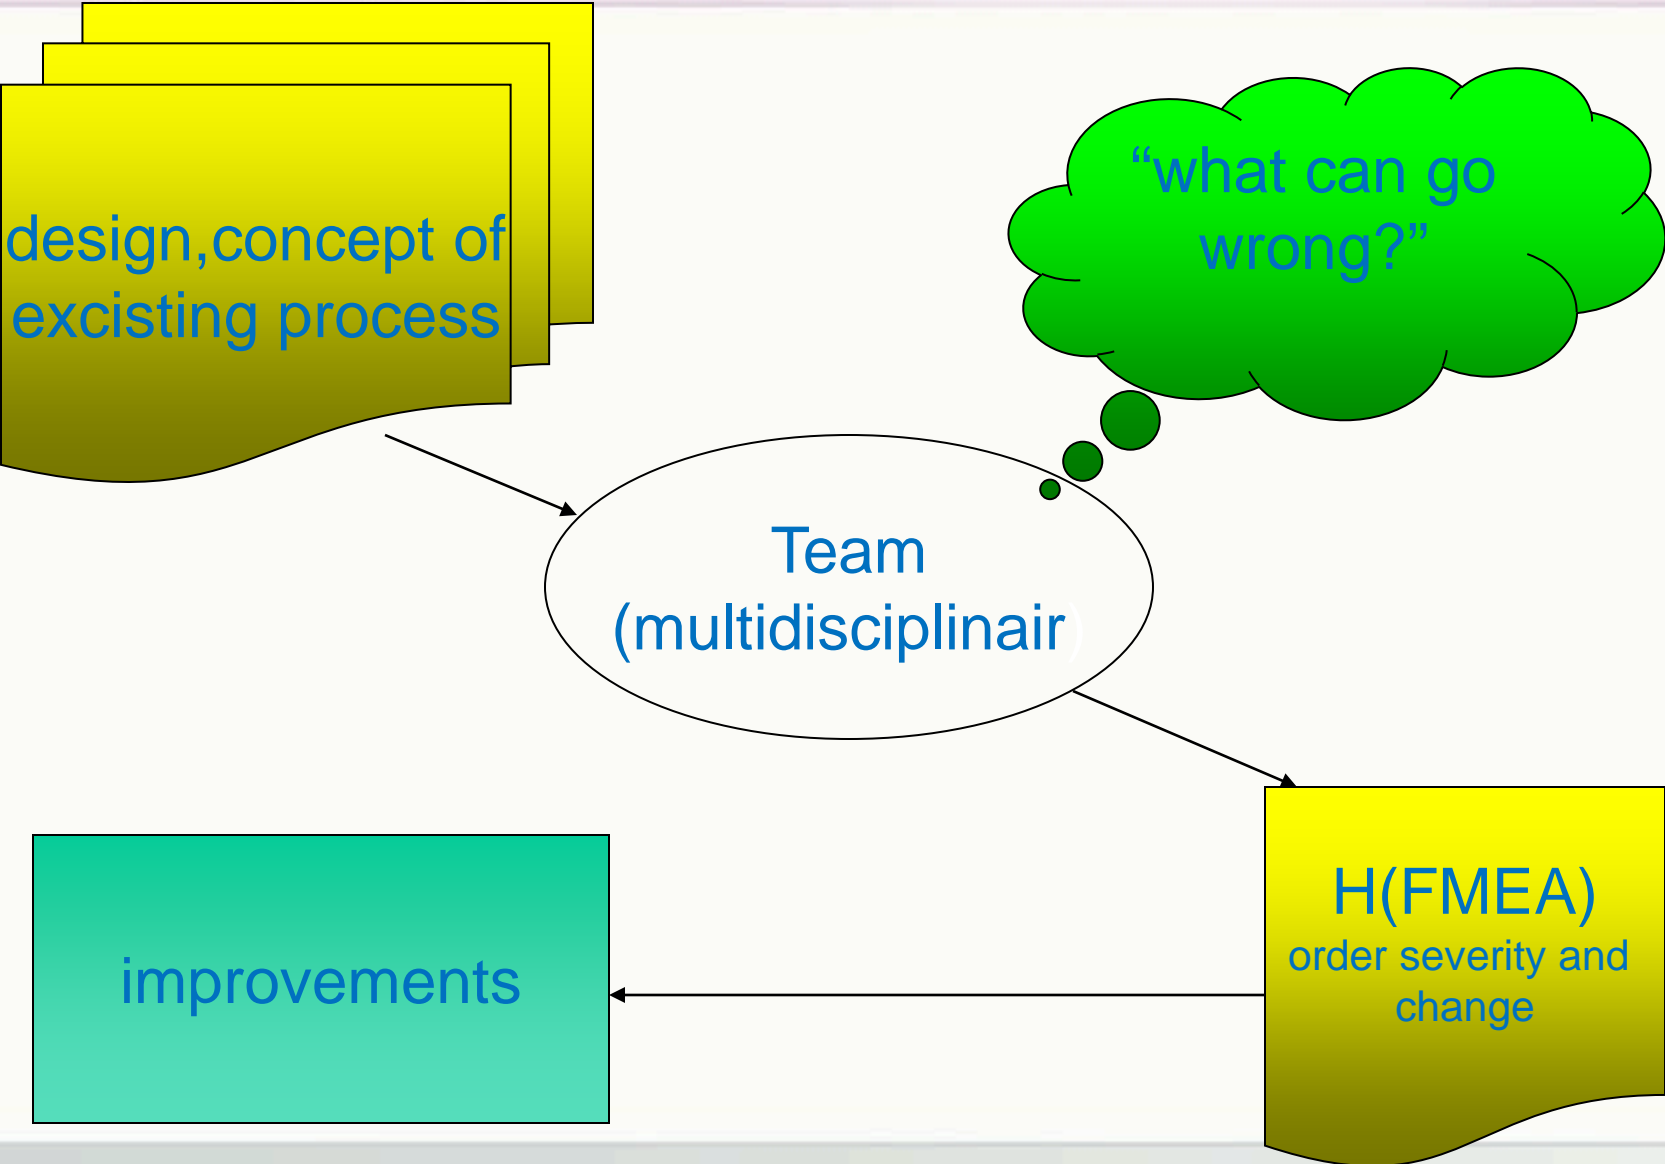 design,concept of
excisting process
“what can go
wrong?”
Team
(multidisciplinair)
H(FMEA)
order severity and
change
improvements